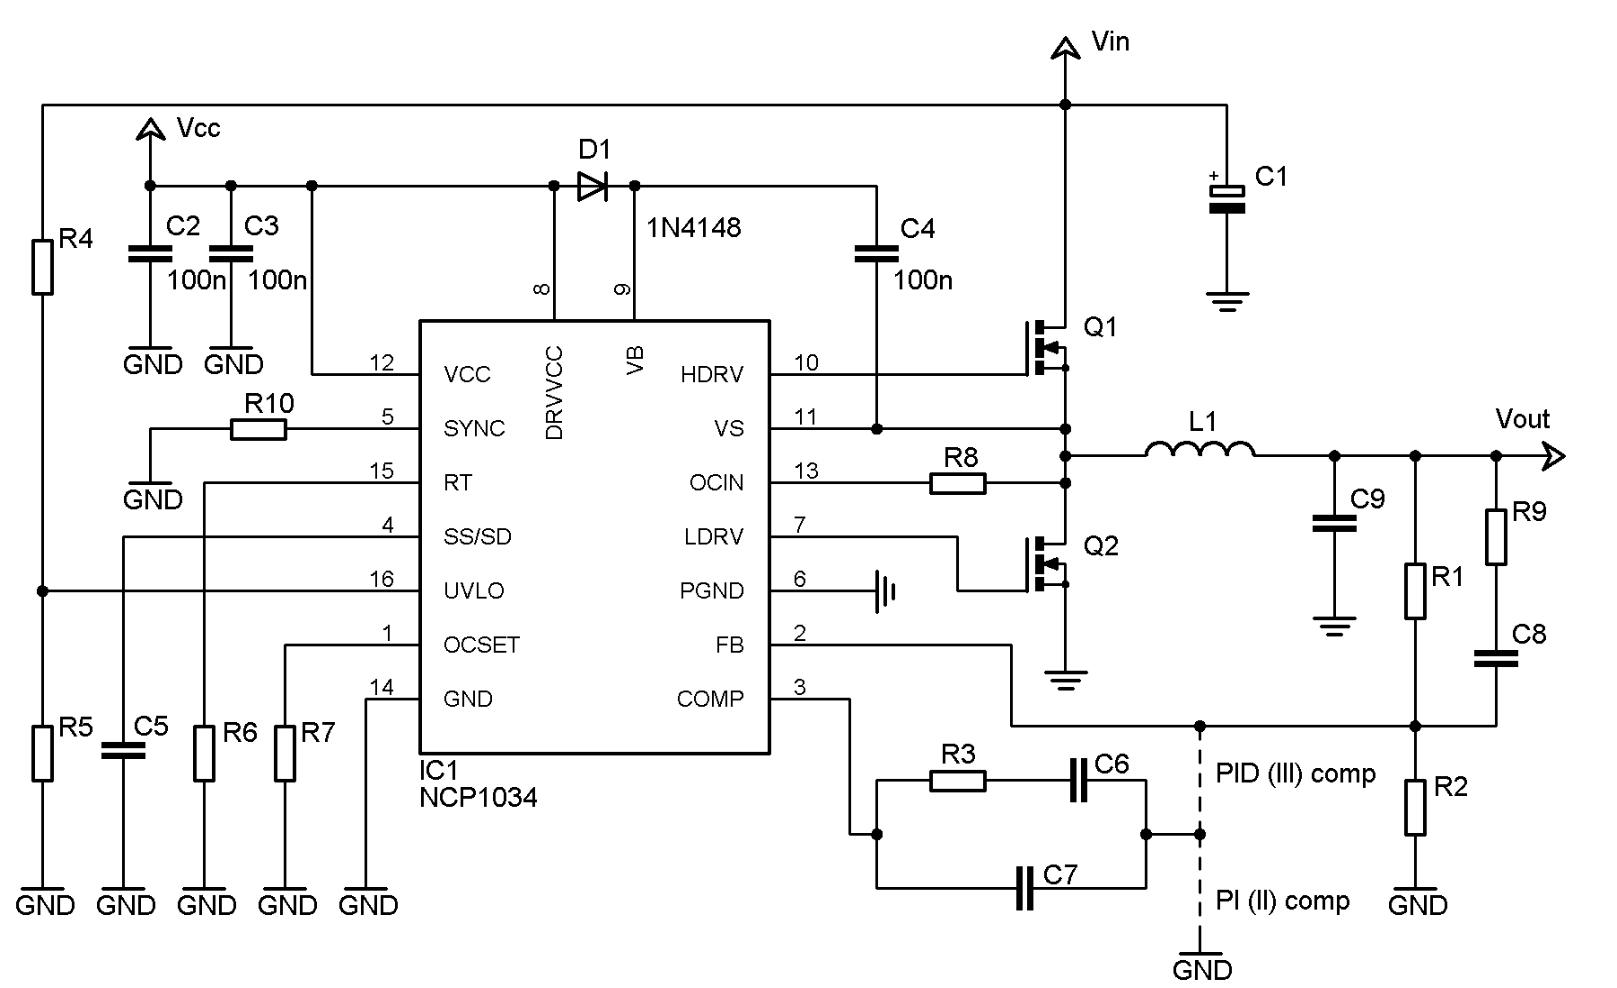 Vin
Vcc
D1
+
C1
C2
C3
1N4148
C4
R4
100n
100n
100n
8
9
GND
GND
Q1
12
VCC
DRVVCC
VB
HDRV
10
R10
5
SYNC
VS
11
L1
Vout
GND
15
RT
OCIN
13
R8
C9
R9
4
SS/SD
LDRV
7
Q2
16
UVLO
PGND
6
R1
1
OCSET
FB
2
C8
14
GND
COMP
3
R5
C5
R6
R7
IC1
NCP1034
R3
C6
PID (III) comp
R2
C7
PI (II) comp
GND
GND
GND
GND
GND
GND
GND